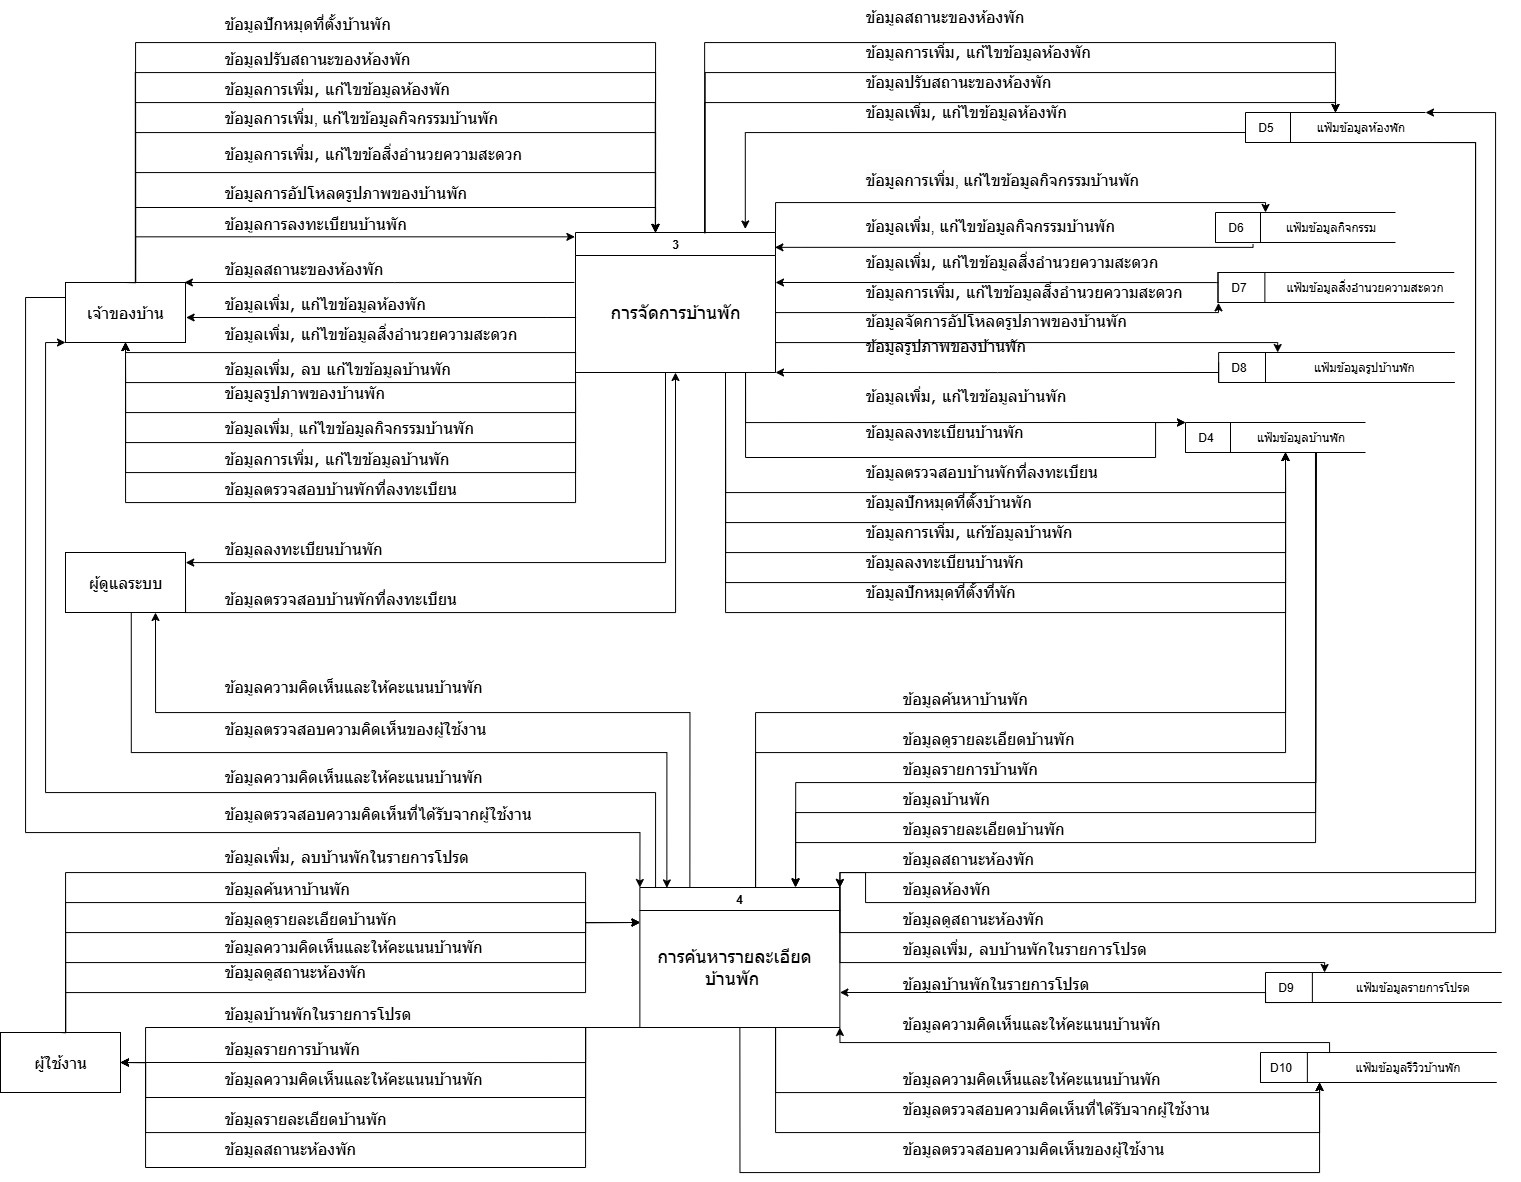 ข้อมูลปักหมุดที่ตั้งบ้านพัก
ข้อมูลปรับสถานะของห้องพัก
ข้อมูลการเพิ่ม, แก้ไขข้อมูลห้องพัก
ข้อมูลการเพิ่ม, แก้ไขข้อมูลกิจกรรมบ้านพัก
ข้อมูลการเพิ่ม, แก้ไขข้อสิ่งอำนวยความสะดวก
ข้อมูลการอัปโหลดรูปภาพของบ้านพัก
ข้อมูลการลงทะเบียนบ้านพัก
ข้อมูลสถานะของห้องพัก
ข้อมูลเพิ่ม, แก้ไขข้อมูลห้องพัก
ข้อมูลเพิ่ม, แก้ไขข้อมูลสิ่งอำนวยความสะดวก
ข้อมูลเพิ่ม, ลบ แก้ไขข้อมูลบ้านพัก
ข้อมูลรูปภาพของบ้านพัก
ข้อมูลเพิ่ม, แก้ไขข้อมูลกิจกรรมบ้านพัก
ข้อมูลการเพิ่ม, แก้ไขข้อมูลบ้านพัก
ข้อมูลตรวจสอบบ้านพักที่ลงทะเบียน
เจ้าของบ้าน
3
การจัดการบ้านพัก
ข้อมูลสถานะของห้องพัก
ข้อมูลการเพิ่ม, แก้ไขข้อมูลห้องพัก
ข้อมูลปรับสถานะของห้องพัก
ข้อมูลเพิ่ม, แก้ไขข้อมูลห้องพัก
D5
แฟ้มข้อมูลห้องพัก
ข้อมูลการเพิ่ม, แก้ไขข้อมูลกิจกรรมบ้านพัก
ข้อมูลเพิ่ม, แก้ไขข้อมูลกิจกรรมบ้านพัก
D6
แฟ้มข้อมูลกิจกรรม
ข้อมูลเพิ่ม, แก้ไขข้อมูลสิ่งอำนวยความสะดวก
ข้อมูลการเพิ่ม, แก้ไขข้อมูลสิ่งอำนวยความสะดวก
D7
แฟ้มข้อมูลสิ่งอำนวยความสะดวก
ข้อมูลจัดการอัปโหลดรูปภาพของบ้านพัก
ข้อมูลรูปภาพของบ้านพัก
D8
แฟ้มข้อมูลรูปบ้านพัก
ข้อมูลเพิ่ม, แก้ไขข้อมูลบ้านพัก
ข้อมูลลงทะเบียนบ้านพัก
D4
แฟ้มข้อมูลบ้านพัก
ข้อมูลตรวจสอบบ้านพักที่ลงทะเบียน
ข้อมูลปักหมุดที่ตั้งบ้านพัก
ข้อมูลการเพิ่ม, แก้ข้อมูลบ้านพัก
ข้อมูลลงทะเบียนบ้านพัก
ข้อมูลปักหมุดที่ตั้งที่พัก
ข้อมูลลงทะเบียนบ้านพัก
ผู้ดูแลระบบ
ข้อมูลตรวจสอบบ้านพักที่ลงทะเบียน
ข้อมูลความคิดเห็นและให้คะแนนบ้านพัก
ข้อมูลตรวจสอบความคิดเห็นของผู้ใช้งาน
ข้อมูลความคิดเห็นและให้คะแนนบ้านพัก
ข้อมูลตรวจสอบความคิดเห็นที่ได้รับจากผู้ใช้งาน
ข้อมูลเพิ่ม, ลบบ้านพักในรายการโปรด
ข้อมูลค้นหาบ้านพัก
ข้อมูลดูรายละเอียดบ้านพัก
ข้อมูลความคิดเห็นและให้คะแนนบ้านพัก
ข้อมูลดูสถานะห้องพัก
ข้อมูลบ้านพักในรายการโปรด
ข้อมูลรายการบ้านพัก
ข้อมูลความคิดเห็นและให้คะแนนบ้านพัก
ข้อมูลรายละเอียดบ้านพัก
ข้อมูลสถานะห้องพัก
ผู้ใช้งาน
4
การค้นหารายละเอียด
บ้านพัก
ข้อมูลค้นหาบ้านพัก
ข้อมูลดูรายละเอียดบ้านพัก
ข้อมูลรายการบ้านพัก
ข้อมูลบ้านพัก
ข้อมูลรายละเอียดบ้านพัก
ข้อมูลสถานะห้องพัก
ข้อมูลห้องพัก
ข้อมูลดูสถานะห้องพัก
ข้อมูลเพิ่ม, ลบบ้านพักในรายการโปรด
ข้อมูลบ้านพักในรายการโปรด
D9
แฟ้มข้อมูลรายการโปรด
ข้อมูลความคิดเห็นและให้คะแนนบ้านพัก
D10
แฟ้มข้อมูลรีวิวบ้านพัก
ข้อมูลความคิดเห็นและให้คะแนนบ้านพัก
ข้อมูลตรวจสอบความคิดเห็นที่ได้รับจากผู้ใช้งาน
ข้อมูลตรวจสอบความคิดเห็นของผู้ใช้งาน